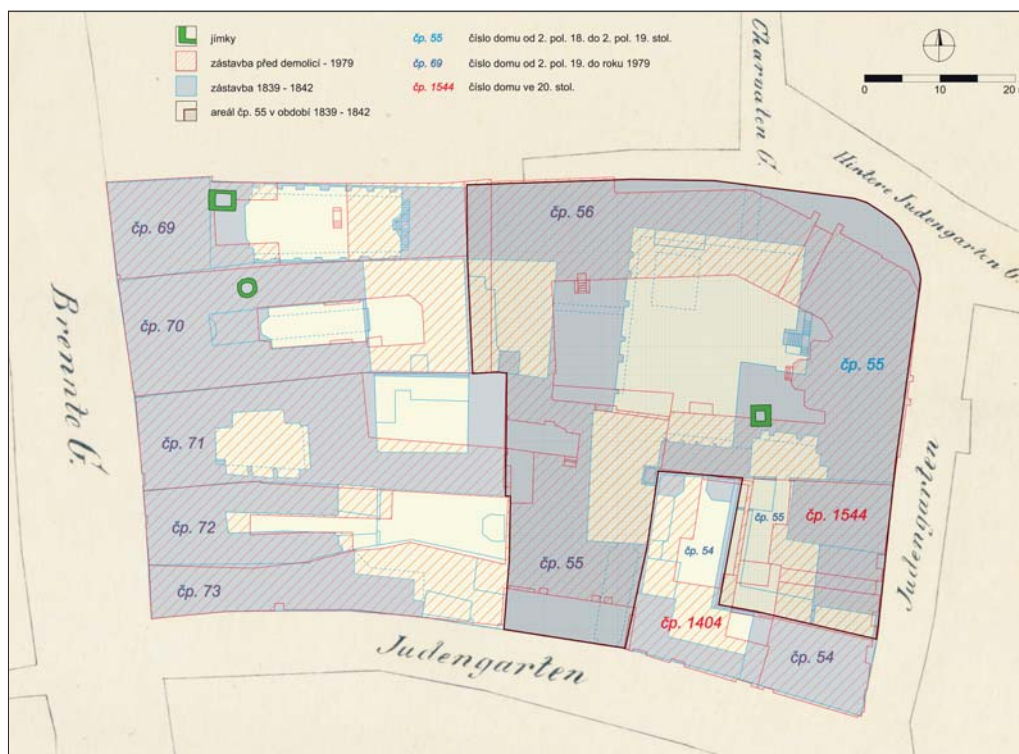 jímky
zástavba před demolicí - 1979
zástavba 1839 - 1842
areál čp. 55 v období 1839 - 1842
čp. 55 číslo domu od 2. pol. 18. do 2. pol. 19. stol.
čp. 69 číslo domu od 2. pol. 19. do roku 1979
čp. 1544 číslo domu ve 20. stol.
0 10 20
Charvaten G.
Hintere Judengarten G.
čp. 69
čp. 56
čp. 70
čp. 55
Brennte G.
čp. 71
čp. 72
čp. 55
čp. 1544
čp. 54
čp. 55
čp. 73
čp. 1404
čp. 54
Judengarten
Judengarten